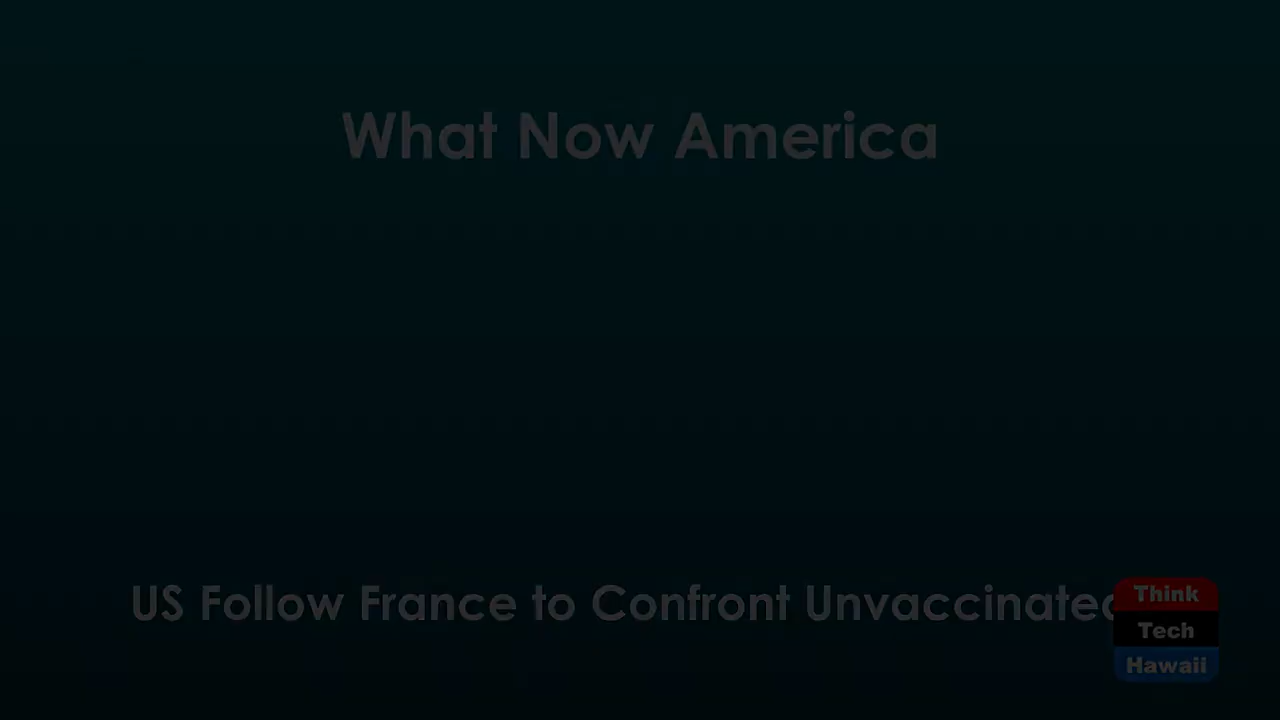 What Now America
US Follow France to Confront Unvaccinated
Think
Tech
Hawaii